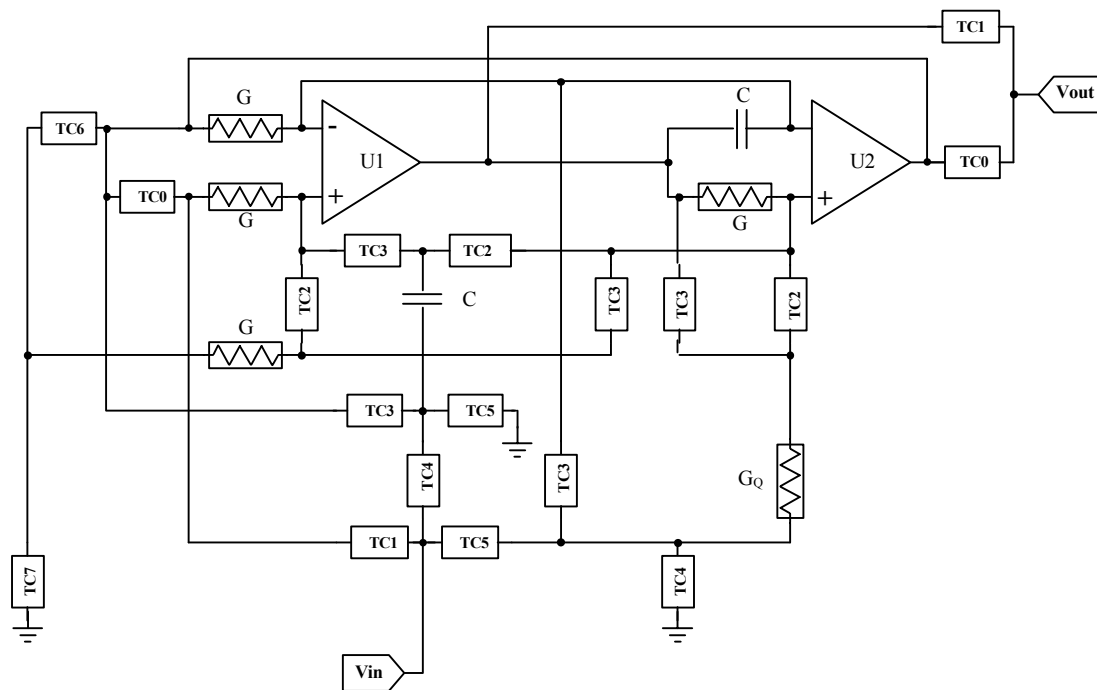 TC1
Vout
G
C
TC6
-
U1
U2
TC0
TC0
+
G
+
G
TC3
TC2
TC2
C
TC3
TC3
TC2
G
TC3
TC5
TC4
TC3
GQ
TC1
TC5
TC7
TC4
Vin